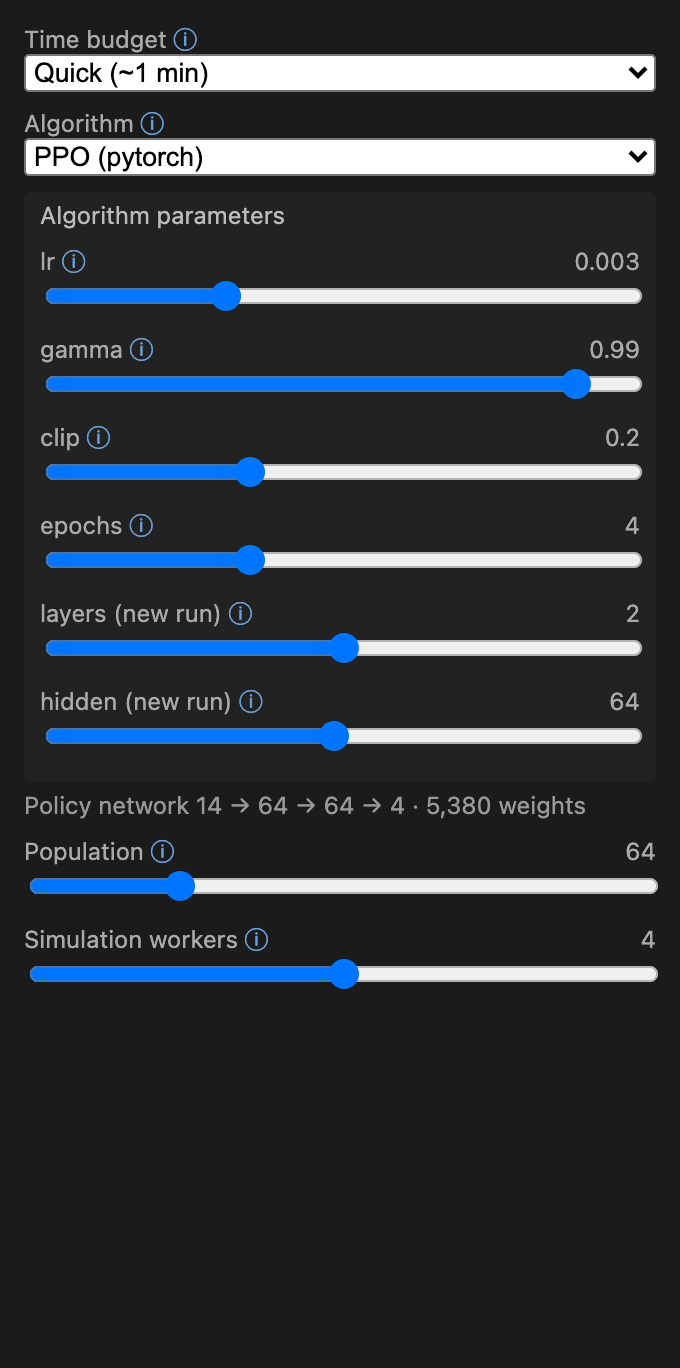 Time budget ⓘ
Quick (~1 min)
Algorithm ⓘ
PPO (pytorch)
Algorithm parameters
lr ⓘ 0.003
gamma ⓘ 0.99
clip ⓘ 0.2
epochs ⓘ 4
layers (new run) ⓘ 2
hidden (new run) ⓘ 64
Policy network 14 → 64 → 64 → 4 · 5,380 weights
Population ⓘ 64
Simulation workers ⓘ 4